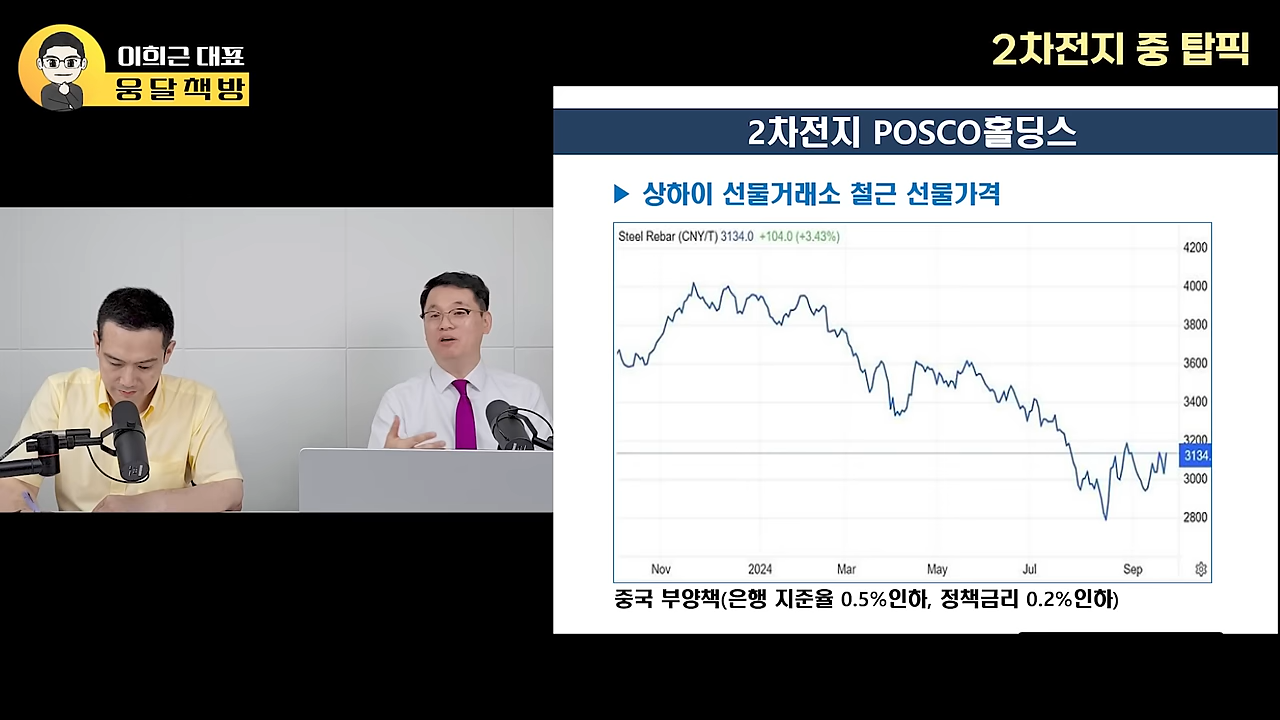 이희근 대표
웅달책방
2차전지 중 탑픽
2차전지 POSCO홀딩스
▶ 상하이 선물거래소 철근 선물가격
Steel Rebar (CNY/T) 3134.0 +104.0 (+3.43%)
4200
4000
3800
3600
3400
3200
3134.
3000
2800
Nov 2024 Mar May Jul Sep
중국 부양책(은행 지준율 0.5%인하, 정책금리 0.2%인하)